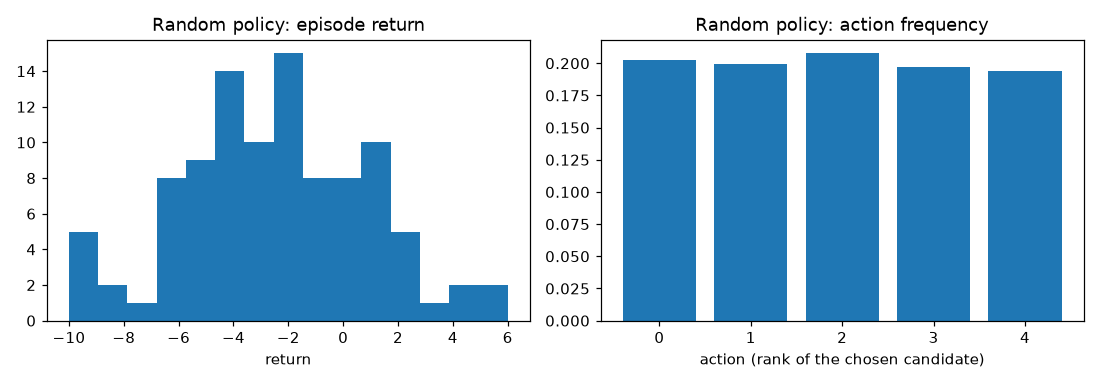 Random policy: episode return
14
12
10
8
6
4
2
0
−10 −8 −6 −4 −2 0 2 4 6
return
Random policy: action frequency
0.200
0.175
0.150
0.125
0.100
0.075
0.050
0.025
0.000
0 1 2 3 4
action (rank of the chosen candidate)